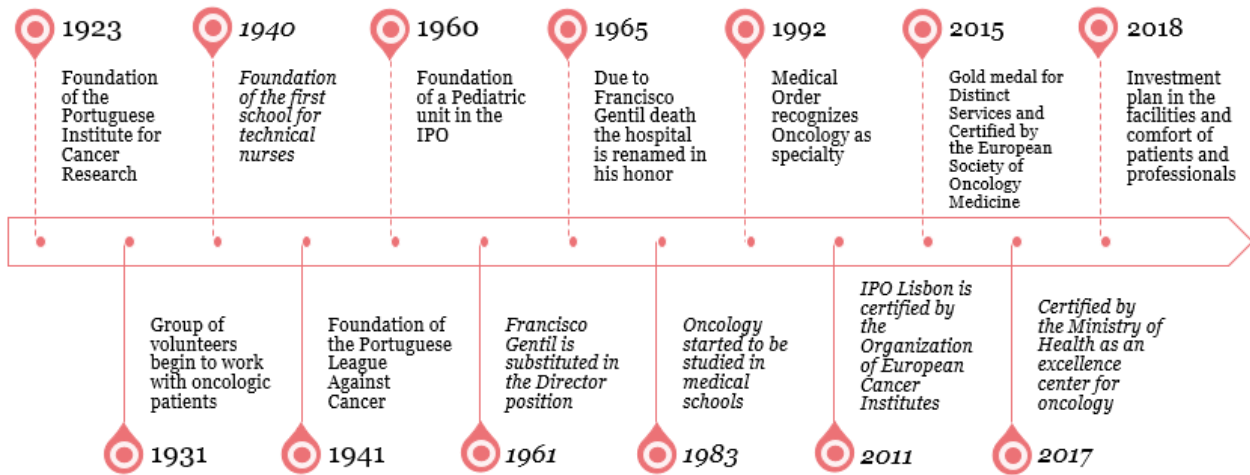 1923
Foundation
of the
Portuguese
Institute for
Cancer
Research
1940
Foundation
of the first
school for
technical
nurses
1960
Foundation
of a Pediatric
unit in the
IPO
1965
Due to
Francisco
Gentil death
the hospital
is renamed in
his honor
1992
Medical
Order
recognizes
Oncology as
specialty
2015
Gold medal for
Distinct
Services and
Certified by
the European
Society of
Oncology
Medicine
2018
Investment
plan in the
facilities and
comfort of
patients and
professionals
Group of
volunteers
begin to work
with oncologic
patients
1931
Foundation of
the Portuguese
League
Against
Cancer
1941
Francisco
Gentil is
substituted in
the Director
position
1961
Oncology
started to be
studied in
medical
schools
1983
IPO Lisbon is
certified by
the
Organization
of European
Cancer
Institutes
2011
Certified by
the Ministry of
Health as an
excellence
center for
oncology
2017